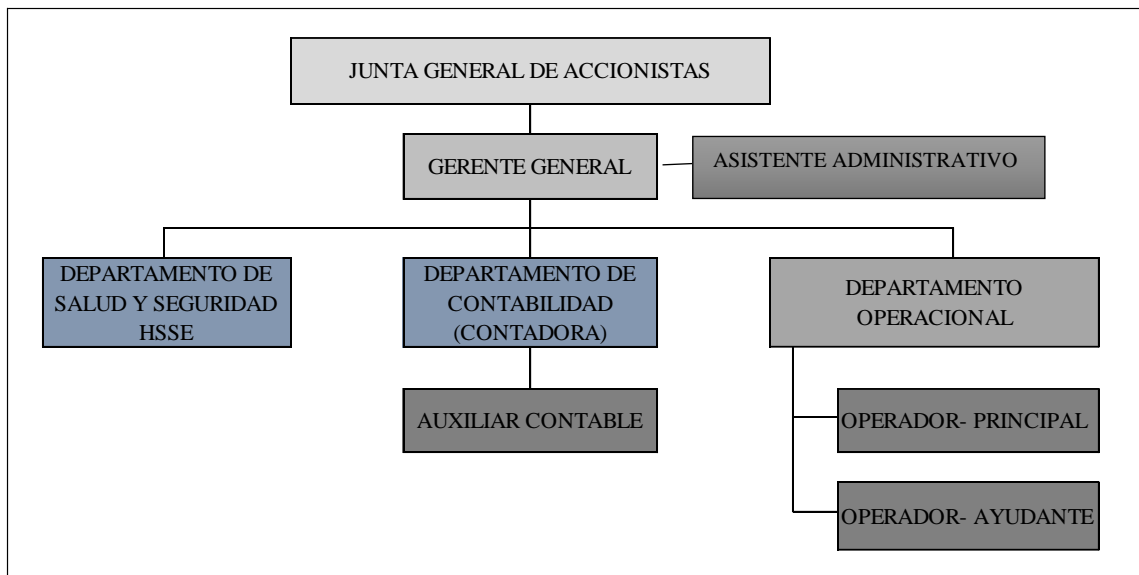 JUNTA GENERAL DE ACCIONISTAS
GERENTE GENERAL
ASISTENTE ADMINISTRATIVO
DEPARTAMENTO DE
SALUD Y SEGURIDAD
HSSE
DEPARTAMENTO DE
CONTABILIDAD
(CONTADORA)
DEPARTAMENTO
OPERACIONAL
AUXILIAR CONTABLE
OPERADOR- PRINCIPAL
OPERADOR- AYUDANTE